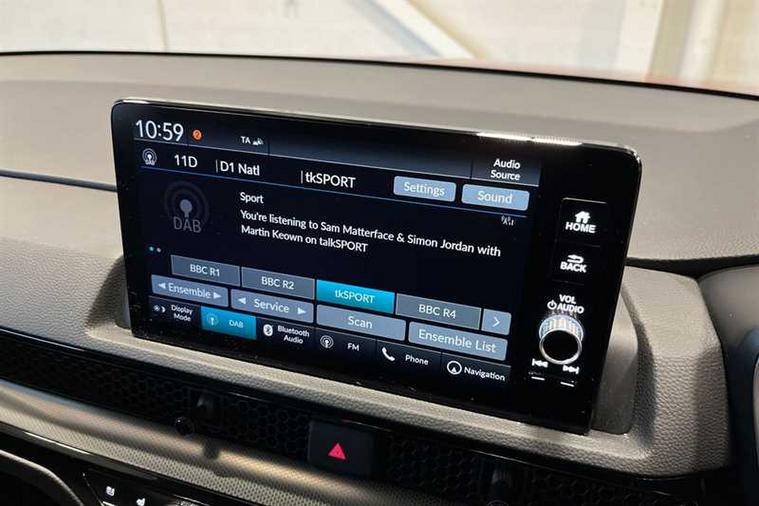 10:59 2 TA
11D D1 Natl tkSPORT
Audio
Source
Settings Sound
Sport
You're listening to Sam Matterface & Simon Jordan with
Martin Keown on talkSPORT
DAB
BBC R1 BBC R2 tkSPORT BBC R4
Ensemble Service Scan Ensemble List
Display
Mode
DAB
Bluetooth
Audio
FM
Phone
Navigation
HOME
BACK
VOL
AUDIO